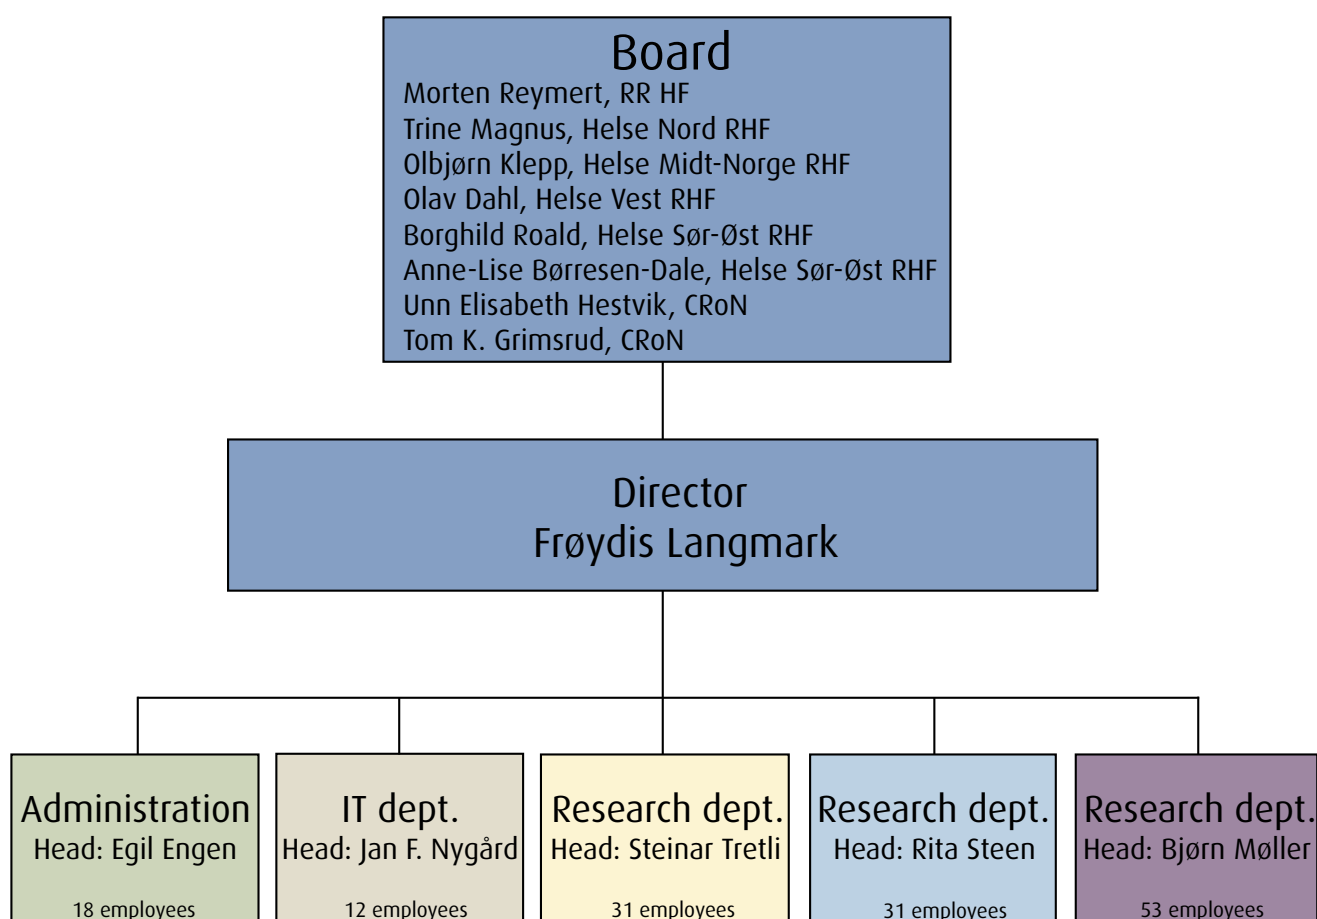 Board
Morten Reymert, RR HF
Trine Magnus, Helse Nord RHF
Olbjørn Klepp, Helse Midt-Norge RHF
Olav Dahl, Helse Vest RHF
Borghild Roald, Helse Sør-Øst RHF
Anne-Lise Børresen-Dale, Helse Sør-Øst RHF
Unn Elisabeth Hestvik, CRoN
Tom K. Grimsrud, CRoN
Director
Frøydis Langmark
Administration
Head: Egil Engen
18 employees
IT dept.
Head: Jan F. Nygård
12 employees
Research dept.
Head: Steinar Tretli
31 employees
Research dept.
Head: Rita Steen
31 employees
Research dept.
Head: Bjørn Møller
53 employees